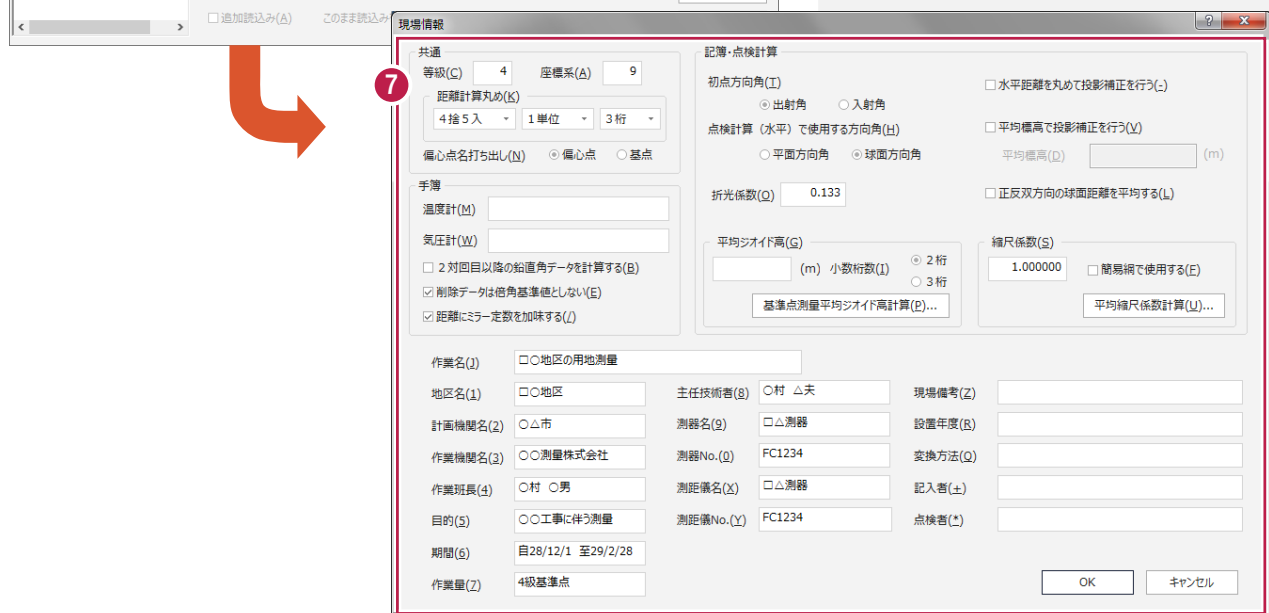 追加読込み(A) このまま読込み
現場情報
7
共通
等級(C) 4 座標系(A) 9
距離計算丸め(K)
4捨5入 1単位 3桁
偏心点名打ち出し(N) 偏心点 基点
手簿
温度計(M)
気圧計(W)
2対回目以降の鉛直角データを計算する(B)
削除データは倍角基準値としない(E)
距離にミラー定数を加味する(/)
記簿・点検計算
初点方向角(T)
出射角 入射角
点検計算（水平）で使用する方向角(H)
平面方向角 球面方向角
折光係数(O) 0.133
水平距離を丸めて投影補正を行う(-)
平均標高で投影補正を行う(V)
平均標高(D) (m)
正反双方向の球面距離を平均する(L)
平均ジオイド高(G)
(m) 小数桁数(I) 2桁
3桁
基準点測量平均ジオイド高計算(P)...
縮尺係数(S)
1.000000 簡易網で使用する(F)
平均縮尺係数計算(U)...
作業名(J) □○地区の用地測量
地区名(1) □○地区 主任技術者(8) ○村 △夫 現場備考(Z)
計画機関名(2) ○△市 測器名(9) □△測器 設置年度(R)
作業機関名(3) ○○測量株式会社 測器No.(0) FC1234 変換方法(Q)
作業班長(4) ○村 ○男 測距儀名(X) □△測器 記入者(+)
目的(5) ○○工事に伴う測量 測距儀No.(Y) FC1234 点検者(*)
期間(6) 自28/12/1 至29/2/28
作業量(7) 4級基準点
OK キャンセル